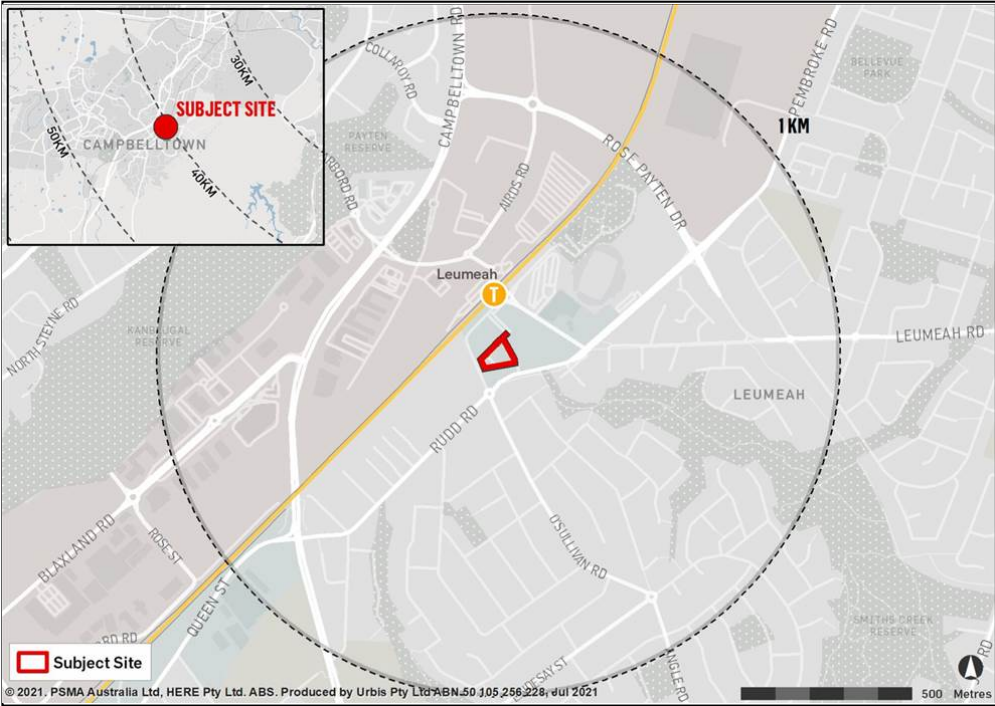 30KM
SUBJECT SITE
50KM
CAMPBELLTOWN
40KM
COLLAROY RD
CAMPBELLTOWN RD
PEMBROKE RD
BELLEVUE
PARK
1 KM
PAYTEN
RESERVE
ROSE PAYTEN DR
AIRDS RD
Leumeah
T
NORTH STEYNE RD
KANBYUGAL
RESERVE
LEUMEAH RD
LEUMEAH
RUDD RD
BLAXLAND RD
ROSE ST
O'SULLIVAN RD
QUEEN ST
SMITHS CREEK
RESERVE
RD
Subject Site
© 2021. PSMA Australia Ltd, HERE Pty Ltd. ABS. Produced by Urbis Pty Ltd ABN 50 105 256 228, Jul 2021
500 Metres